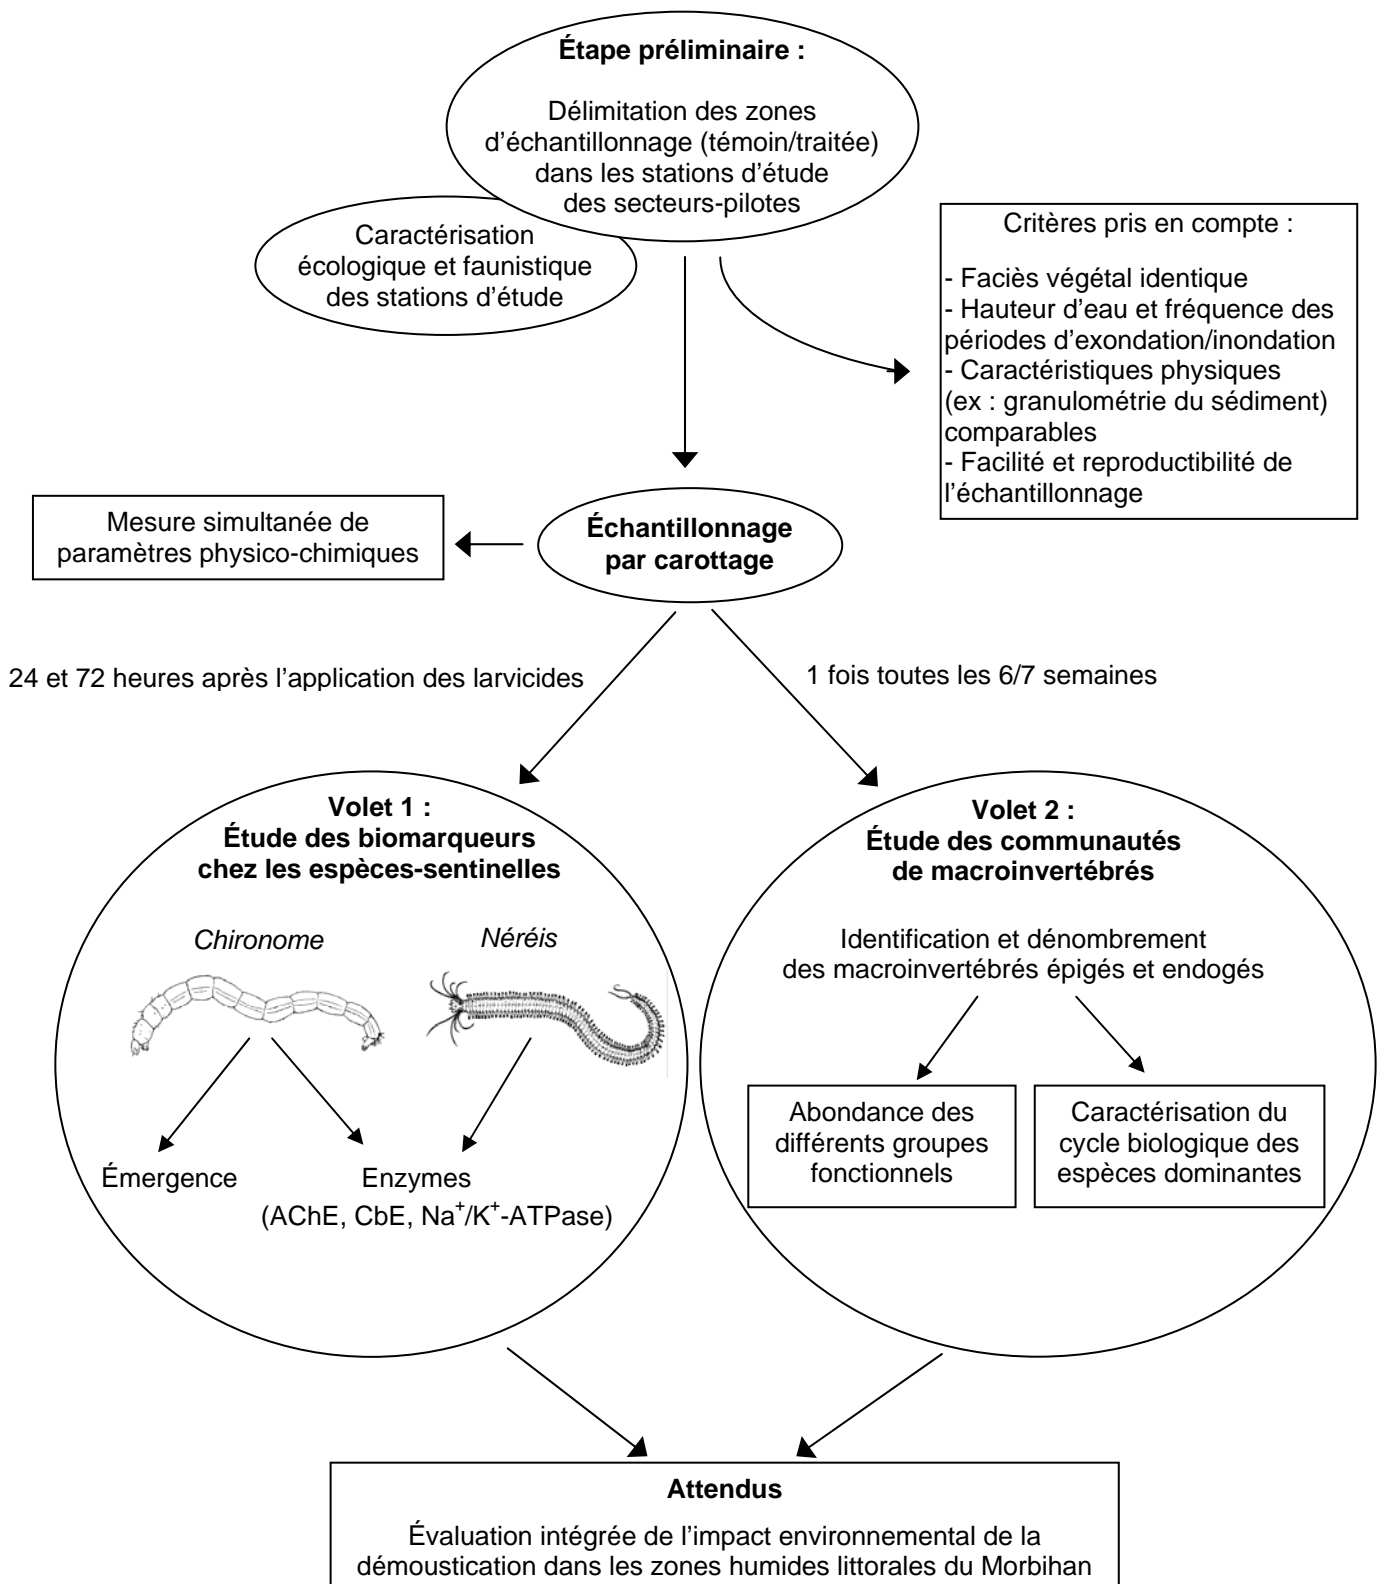 Étape préliminaire :
Délimitation des zones
d’échantillonnage (témoin/traitée)
dans les stations d’étude
des secteurs-pilotes
Caractérisation
écologique et faunistique
des stations d’étude
Critères pris en compte :
- Faciès végétal identique
- Hauteur d’eau et fréquence des
périodes d’exondation/inondation
- Caractéristiques physiques
(ex : granulométrie du sédiment)
comparables
- Facilité et reproductibilité de
l’échantillonnage
Mesure simultanée de
paramètres physico-chimiques
Échantillonnage
par carottage
24 et 72 heures après l’application des larvicides
1 fois toutes les 6/7 semaines
Volet 1 :
Étude des biomarqueurs
chez les espèces-sentinelles
Chironome
Néréis
Émergence
Enzymes
(AChE, CbE, Na⁺/K⁺-ATPase)
Volet 2 :
Étude des communautés
de macroinvertébrés
Identification et dénombrement
des macroinvertébrés épigés et endogés
Abondance des
différents groupes
fonctionnels
Caractérisation du
cycle biologique des
espèces dominantes
Attendus
Évaluation intégrée de l’impact environnemental de la
démoustication dans les zones humides littorales du Morbihan